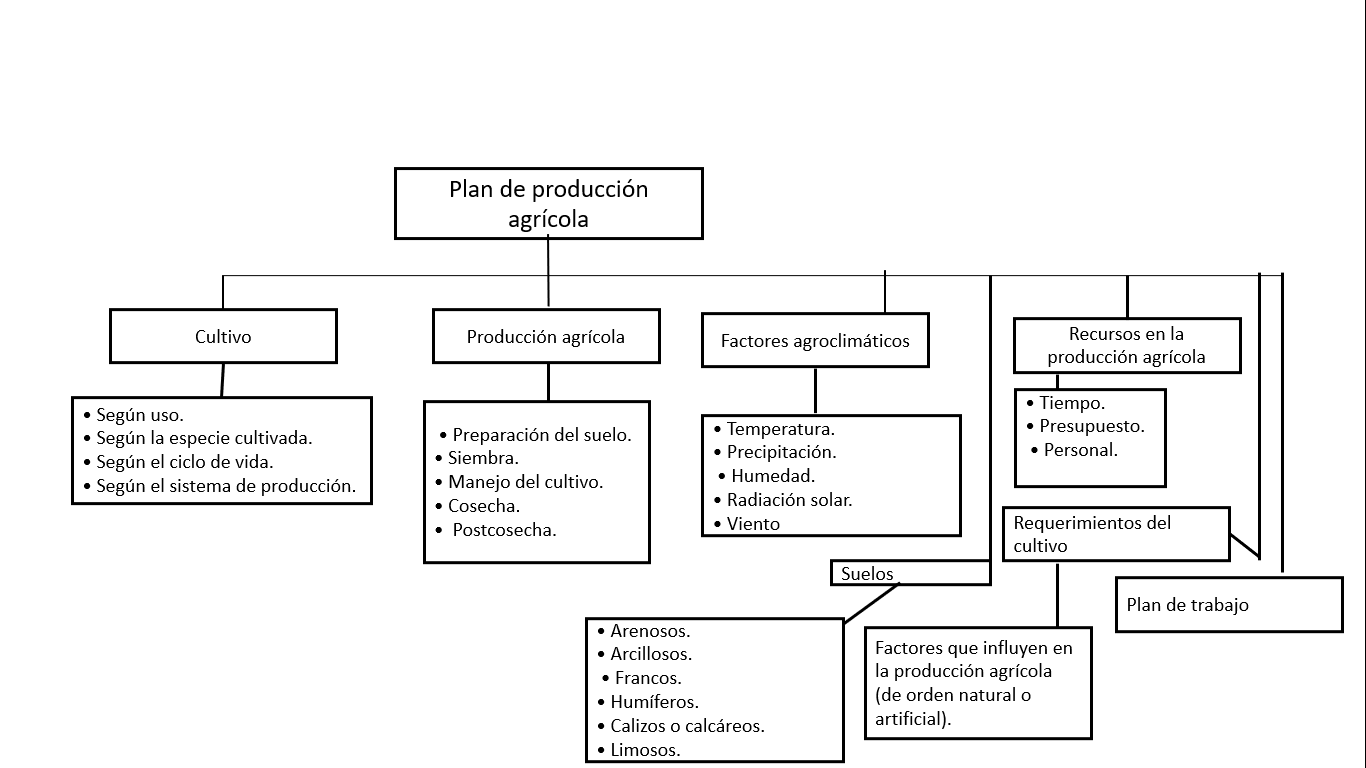 Plan de producción
agrícola
Cultivo
Producción agrícola
Factores agroclimáticos
Recursos en la
producción agrícola
• Según uso.
• Según la especie cultivada.
• Según el ciclo de vida.
• Según el sistema de producción.
• Preparación del suelo.
• Siembra.
• Manejo del cultivo.
• Cosecha.
• Postcosecha.
• Temperatura.
• Precipitación.
• Humedad.
• Radiación solar.
• Viento
• Tiempo.
• Presupuesto.
• Personal.
Requerimientos del
cultivo
Suelos
Plan de trabajo
• Arenosos.
• Arcillosos.
• Francos.
• Humíferos.
• Calizos o calcáreos.
• Limosos.
Factores que influyen en
la producción agrícola
(de orden natural o
artificial).